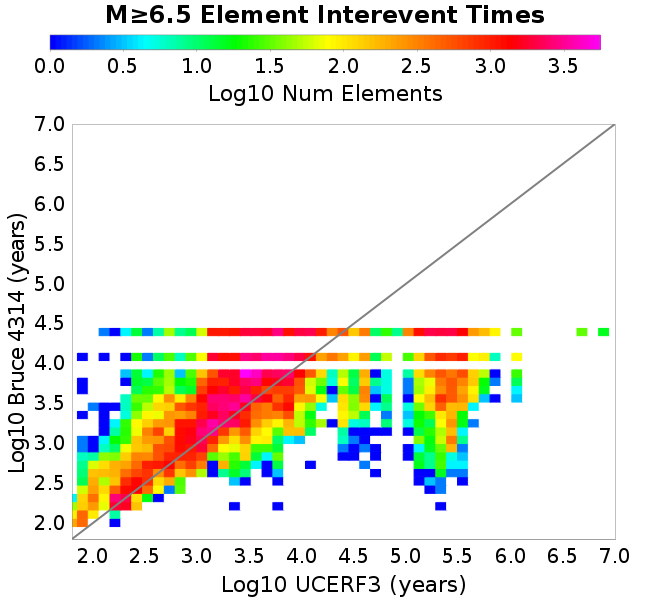 M≥6.5 Element Interevent Times
0.0 0.5 1.0 1.5 2.0 2.5 3.0 3.5
Log10 Num Elements
7.0
6.5
6.0
5.5
5.0
4.5
4.0
3.5
3.0
2.5
2.0
Log10 Bruce 4314 (years)
2.0 2.5 3.0 3.5 4.0 4.5 5.0 5.5 6.0 6.5 7.0
Log10 UCERF3 (years)